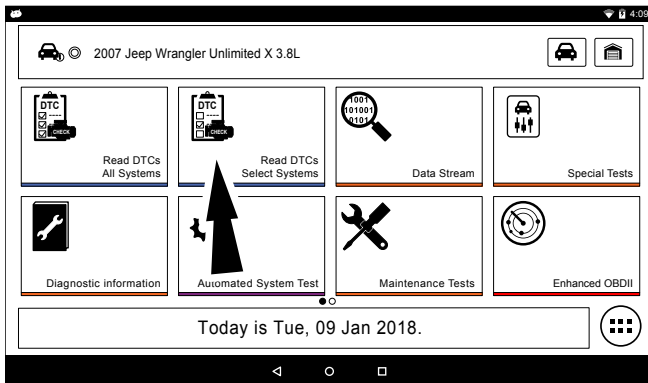 4:09
2007 Jeep Wrangler Unlimited X 3.8L
DTC
CHECK
Read DTCs
All Systems
DTC
CHECK
Read DTCs
Select Systems
1001
101001
0101
Data Stream
Special Tests
Diagnostic information
Automated System Test
Maintenance Tests
Enhanced OBDII
Today is Tue, 09 Jan 2018.